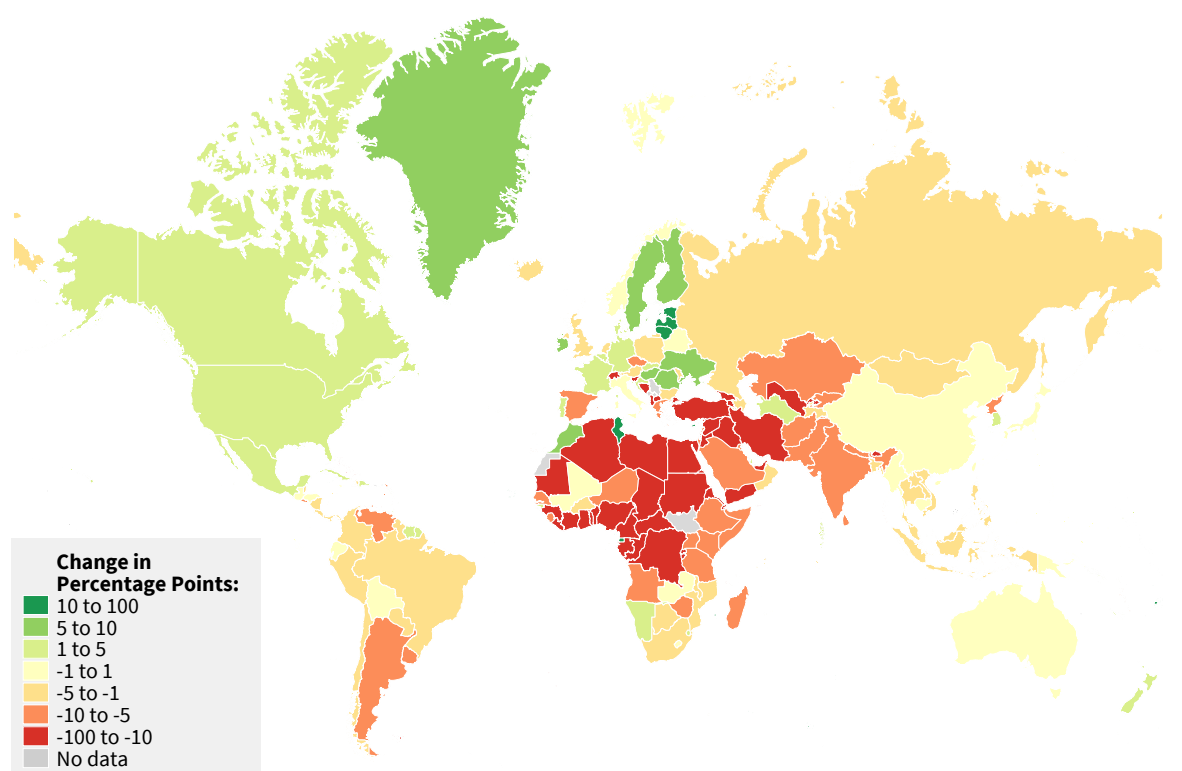 Change in
Percentage Points:
10 to 100
5 to 10
1 to 5
-1 to 1
-5 to -1
-10 to -5
-100 to -10
No data